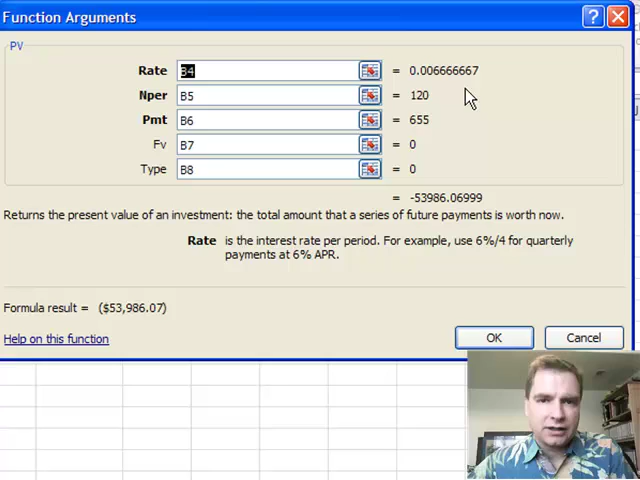 Function Arguments
PV
Rate B4 = 0.006666667
Nper B5 = 120
Pmt B6 = 655
Fv B7 = 0
Type B8 = 0
= -53986.06999
Returns the present value of an investment: the total amount that a series of future payments is worth now.
Rate is the interest rate per period. For example, use 6%/4 for quarterly
payments at 6% APR.
Formula result = ($53,986.07)
Help on this function
OK
Cancel